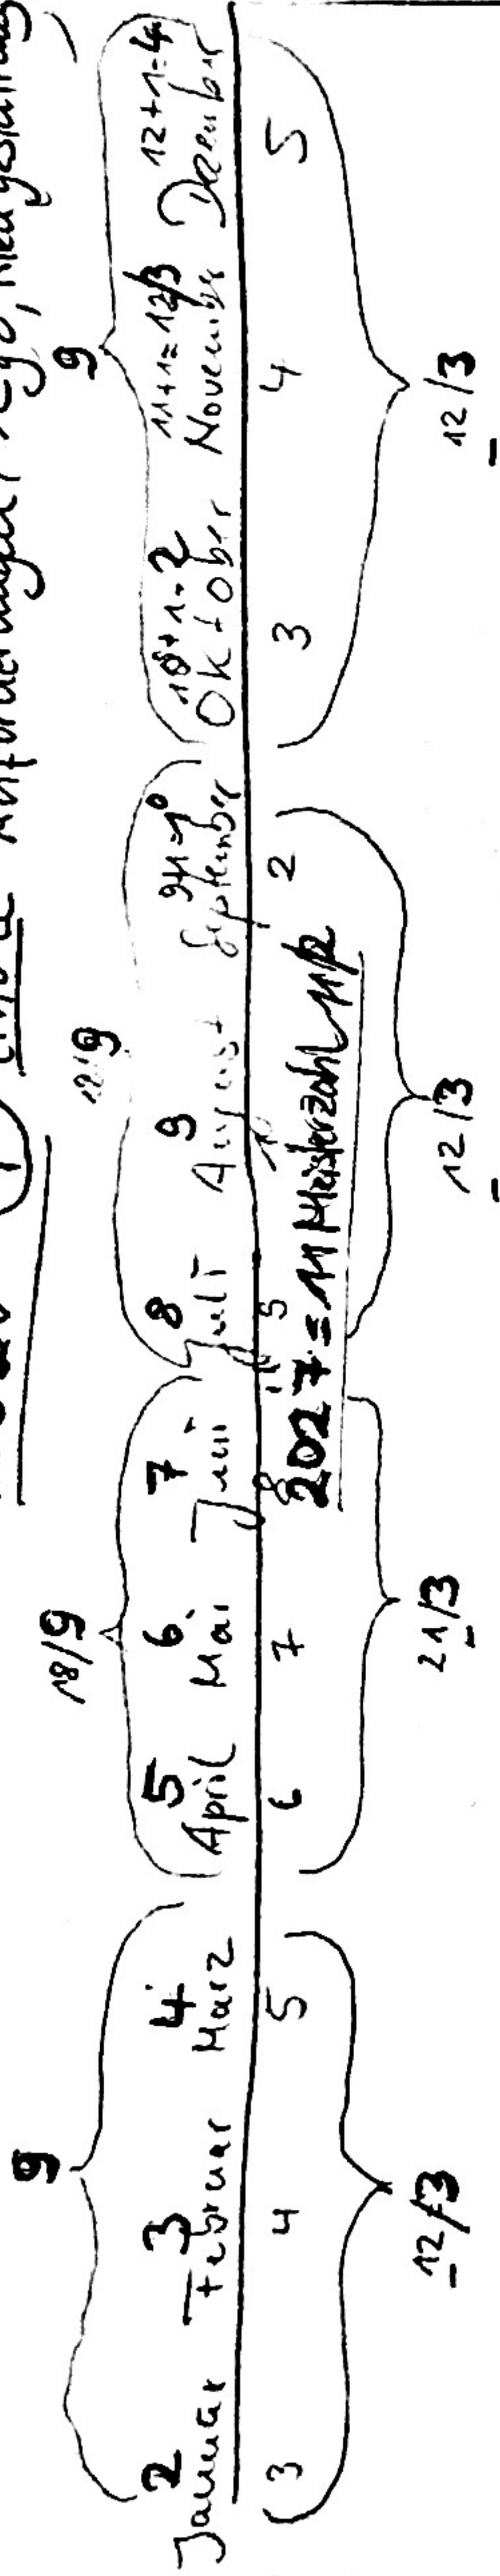 Anforderungen, Ego,
9 18/9 9
2 3 4 5 6 7 8 9 9+1=10 10+1=2 11+1=12/3 12+1=4
Januar Februar März April Mai Juni Juli August September Oktober November Dezember
3 4 5 6 7 8 2 3 4 5
2027 = 11 Meisterzahl 11/2
12/3 21/3 12/3 12/3